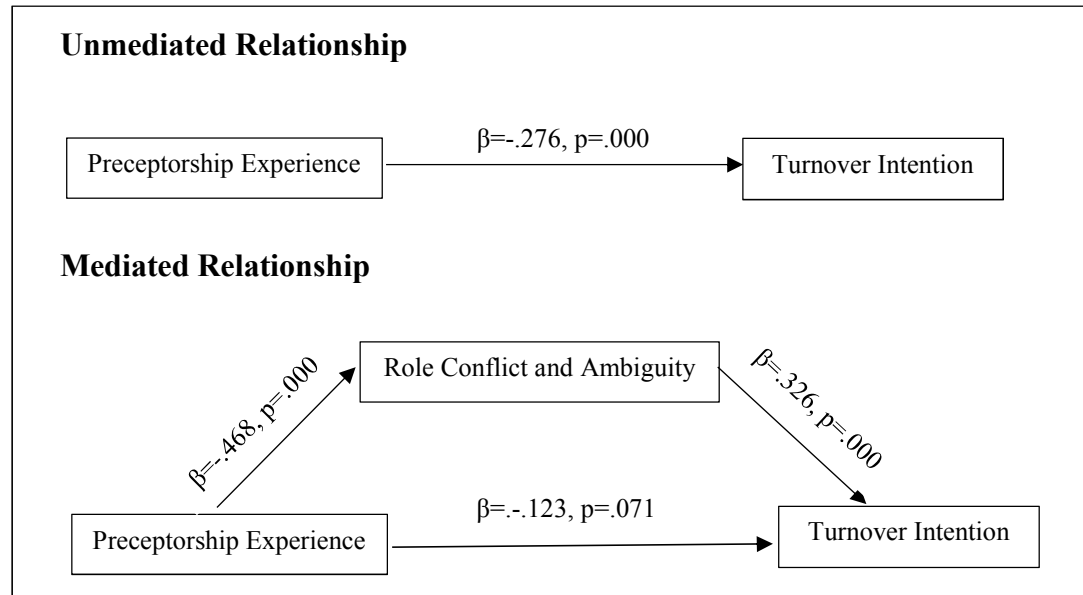 Unmediated Relationship
β=-.276, p=.000
Preceptorship Experience
Turnover Intention
Mediated Relationship
Role Conflict and Ambiguity
β=-.468, p=.000
β=.326, p=.000
β=.-.123, p=.071
Preceptorship Experience
Turnover Intention